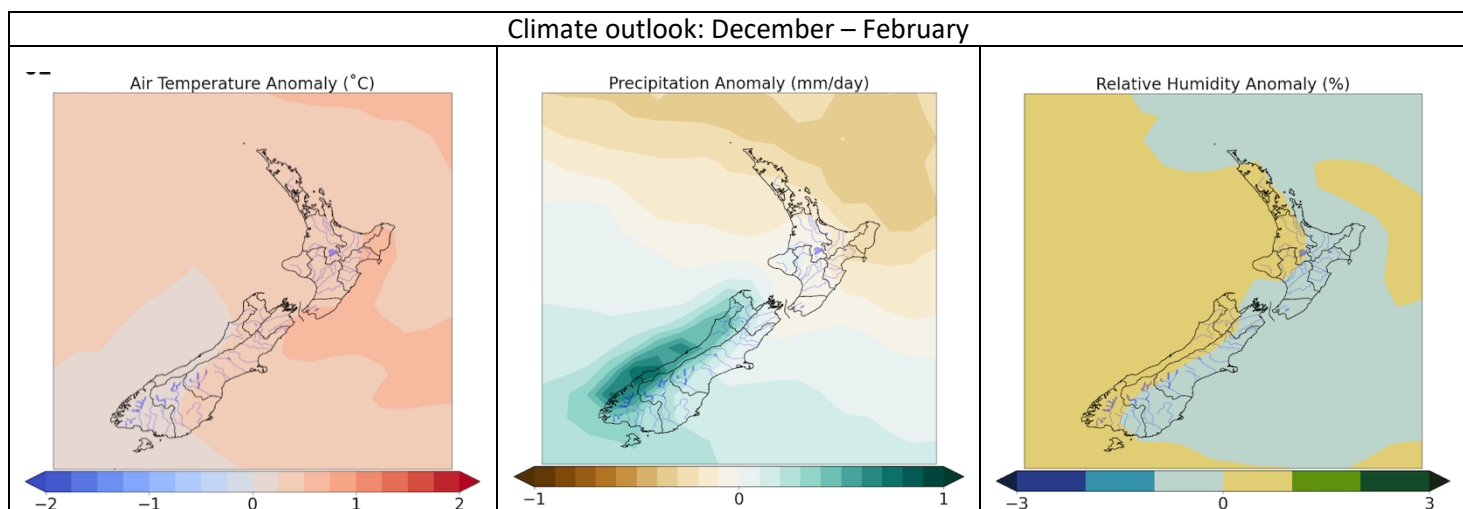 Climate outlook: December – February
Air Temperature Anomaly (˚C)
−2 −1 0 1 2
Precipitation Anomaly (mm/day)
−1 0 1
Relative Humidity Anomaly (%)
−3 0 3